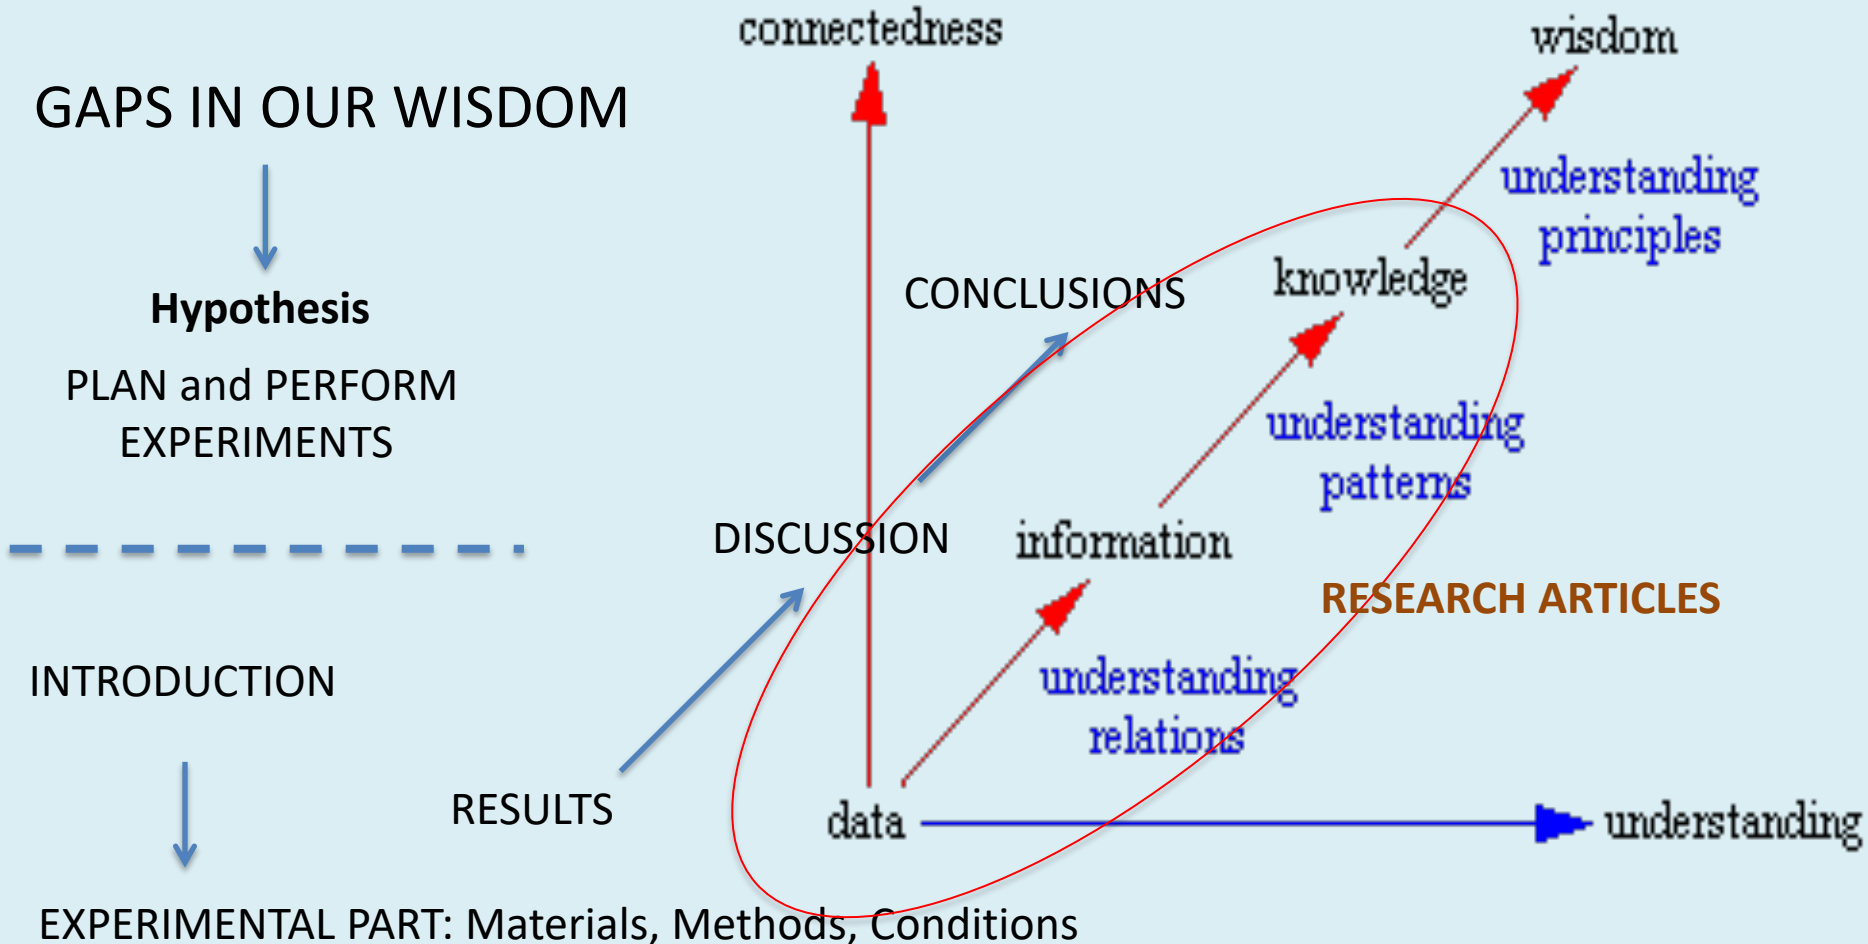 connectedness
wisdom
GAPS IN OUR WISDOM
understanding
principles
Hypothesis
CONCLUSIONS
knowledge
PLAN and PERFORM
EXPERIMENTS
understanding
patterns
DISCUSSION
information
RESEARCH ARTICLES
INTRODUCTION
understanding
relations
RESULTS
data
understanding
EXPERIMENTAL PART: Materials, Methods, Conditions